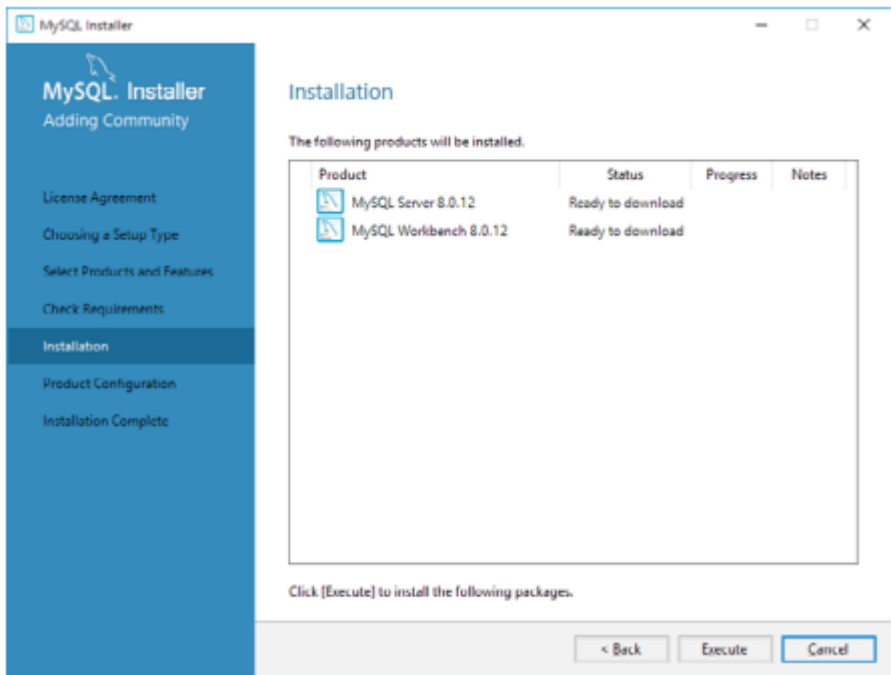 MySQL Installer
MySQL. Installer
Adding Community
License Agreement
Choosing a Setup Type
Select Products and Features
Check Requirements
Installation
Product Configuration
Installation Complete
Installation
The following products will be installed.
Product Status Progress Notes
MySQL Server 8.0.12 Ready to download
MySQL Workbench 8.0.12 Ready to download
Click [Execute] to install the following packages.
< Back Execute Cancel